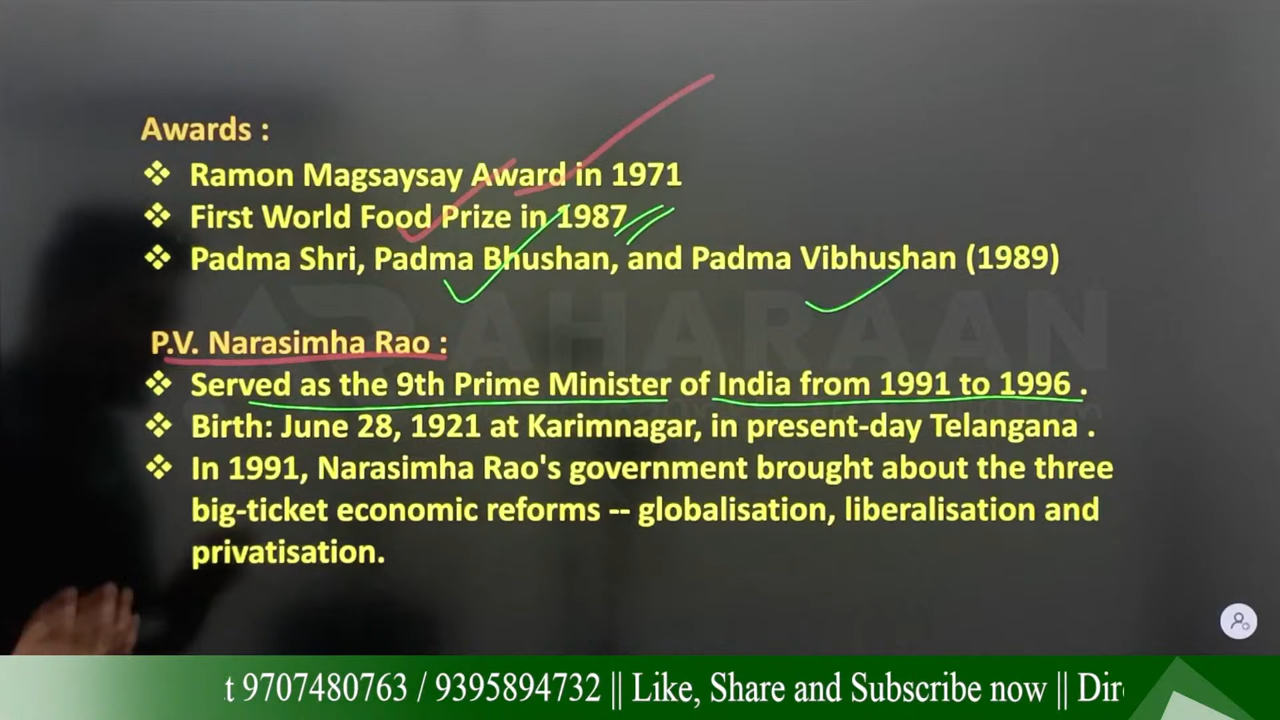 Awards :
❖ Ramon Magsaysay Award in 1971
❖ First World Food Prize in 1987
❖ Padma Shri, Padma Bhushan, and Padma Vibhushan (1989)
AHARAAN
P.V. Narasimha Rao :
❖ Served as the 9th Prime Minister of India from 1991 to 1996 .
❖ Birth: June 28, 1921 at Karimnagar, in present-day Telangana .
❖ In 1991, Narasimha Rao's government brought about the three
big-ticket economic reforms -- globalisation, liberalisation and
privatisation.
t 9707480763 / 9395894732 || Like, Share and Subscribe now || Dir